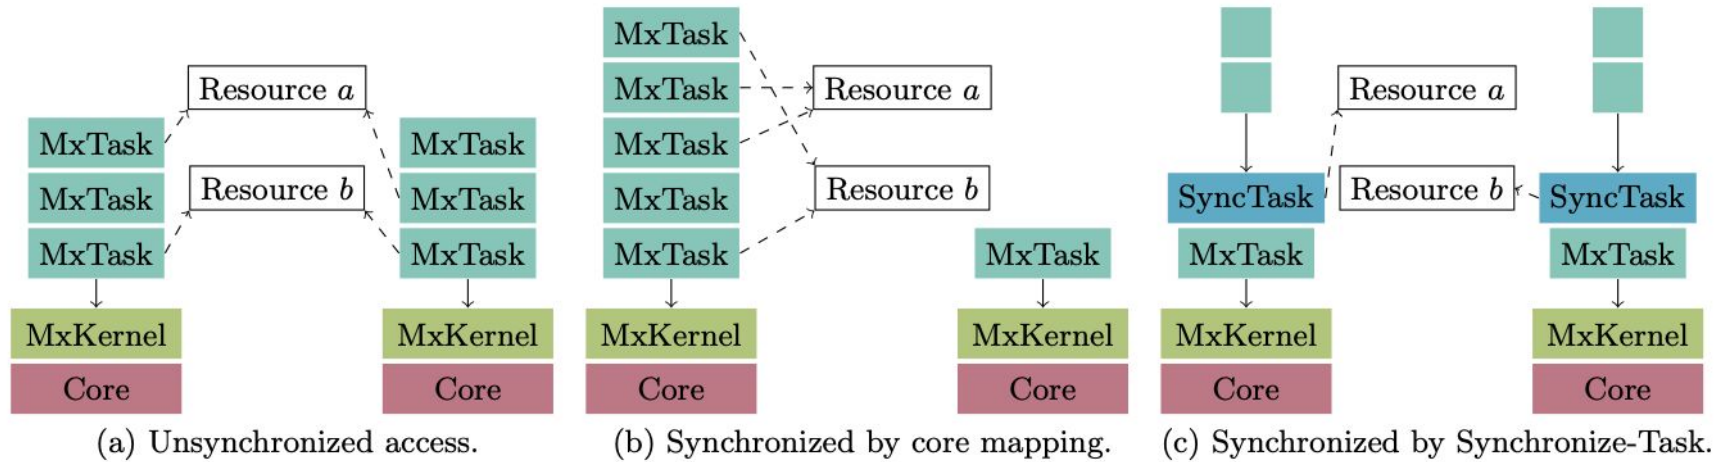 MxTask
MxTask
MxTask
MxKernel
Core
Resource a
Resource b
MxTask
MxTask
MxTask
MxKernel
Core
(a) Unsynchronized access.
MxTask
MxTask
MxTask
MxTask
MxTask
MxKernel
Core
Resource a
Resource b
MxTask
MxKernel
Core
(b) Synchronized by core mapping.
SyncTask
MxTask
MxKernel
Core
Resource a
Resource b
SyncTask
MxTask
MxKernel
Core
(c) Synchronized by Synchronize-Task.